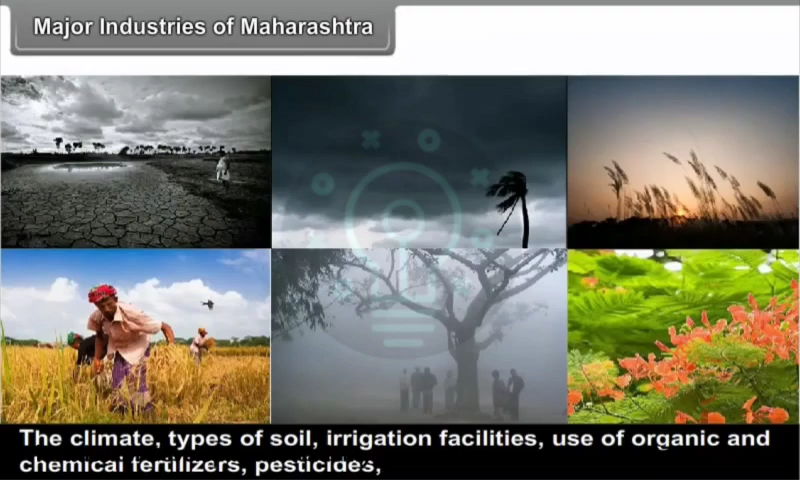 Major Industries of Maharashtra
The climate, types of soil, irrigation facilities, use of organic and
chemical fertilizers, pesticides,